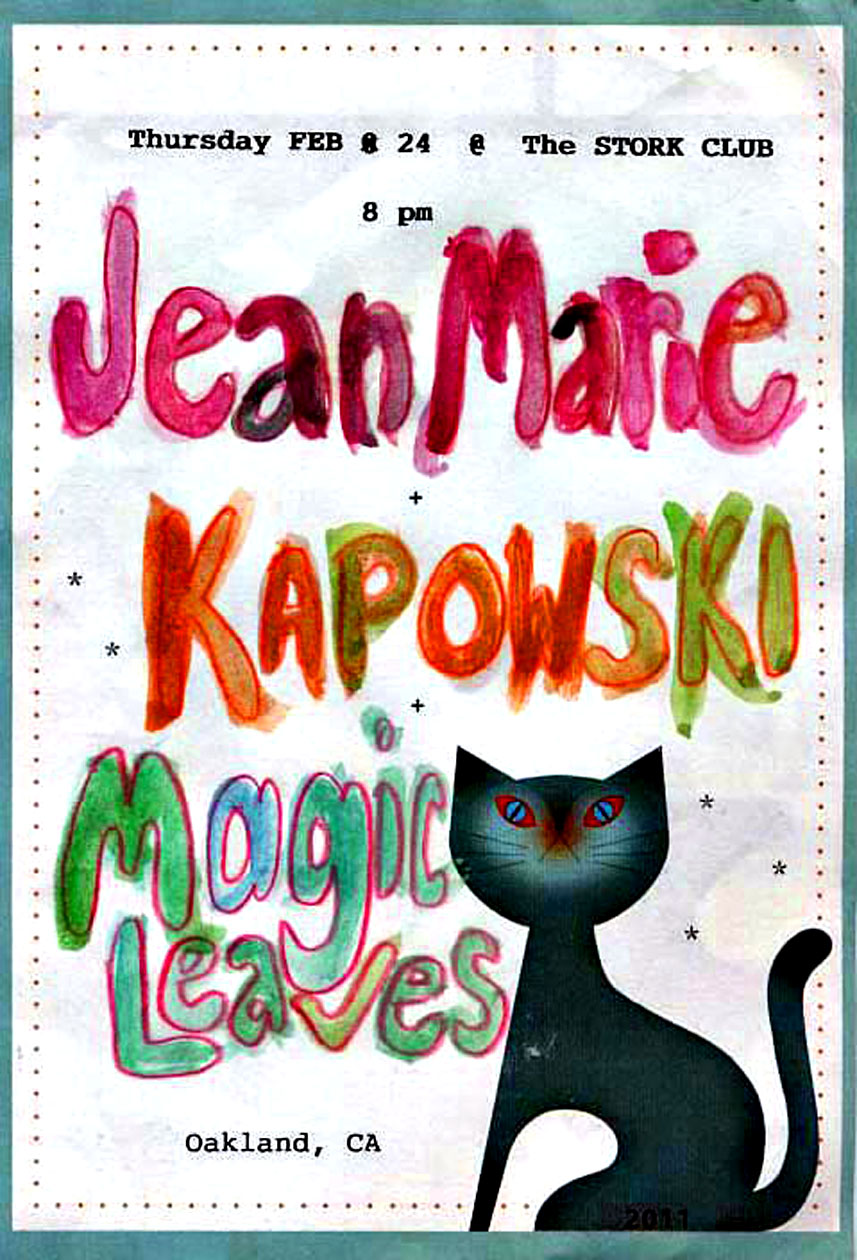 Thursday FEB @ 24 @ The STORK CLUB
8 pm
Jean Marie
+
KAPOWSKI
*
*
+
Magic
*
*
Leaves
*
Oakland, CA
2011